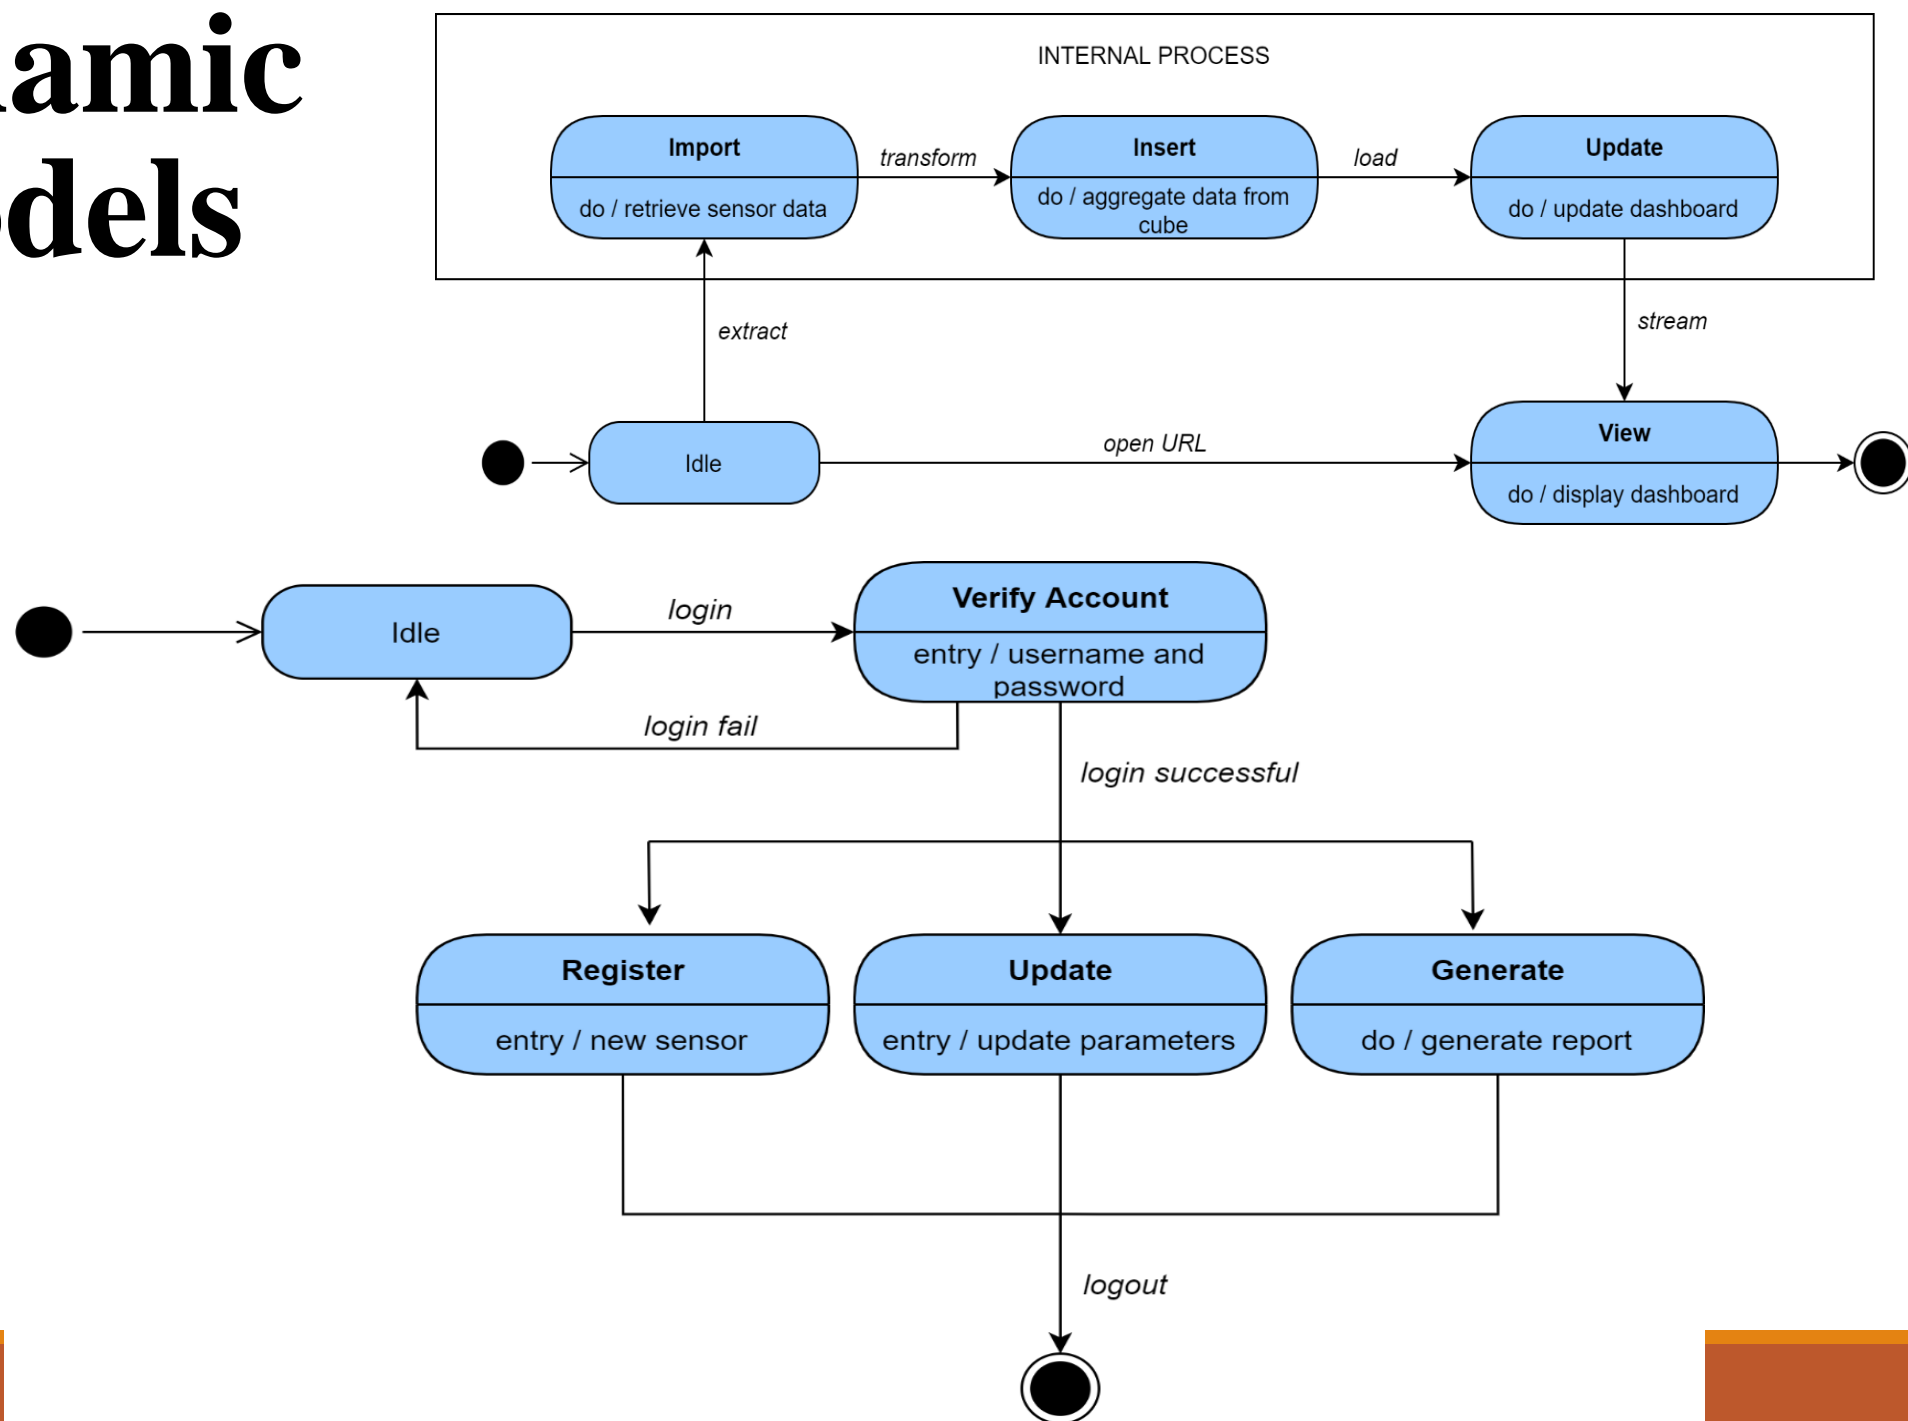 namic
odels
INTERNAL PROCESS
Import
do / retrieve sensor data
transform
Insert
do / aggregate data from
cube
load
Update
do / update dashboard
extract
stream
Idle
open URL
View
do / display dashboard
Idle
login
Verify Account
entry / username and
password
login fail
login successful
Register
entry / new sensor
Update
entry / update parameters
Generate
do / generate report
logout